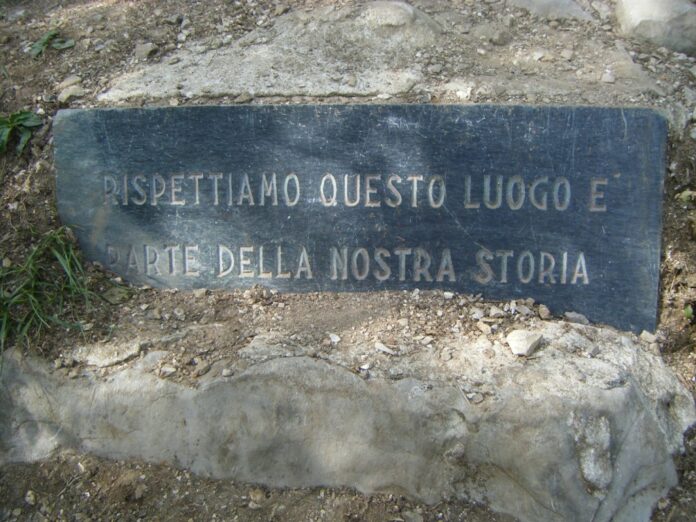 RISPETTIAMO QUESTO LUOGO E'
PARTE DELLA NOSTRA STORIA